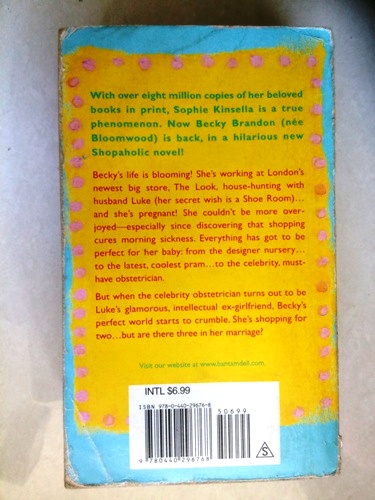 With over eight million copies of her beloved
books in print, Sophie Kinsella is a true
phenomenon. Now Becky Brandon (née
Bloomwood) is back, in a hilarious new
Shopaholic novel!
Becky's life is blooming! She's working at London's
newest big store, The Look, house-hunting with
husband Luke (her secret wish is a Shoe Room)...
and she's pregnant! She couldn't be more over-
joyed—especially since discovering that shopping
cures morning sickness. Everything has got to be
perfect for her baby: from the designer nursery...
to the latest, coolest pram...to the celebrity, must-
have obstetrician.
But when the celebrity obstetrician turns out to be
Luke's glamorous, intellectual ex-girlfriend, Becky's
perfect world starts to crumble. She's shopping for
two...but are there three in her marriage?
Visit our website at www.bantamdell.com.
INTL $6.99
ISBN 978-0-440-29676-8
50699
9 780440 296768
S